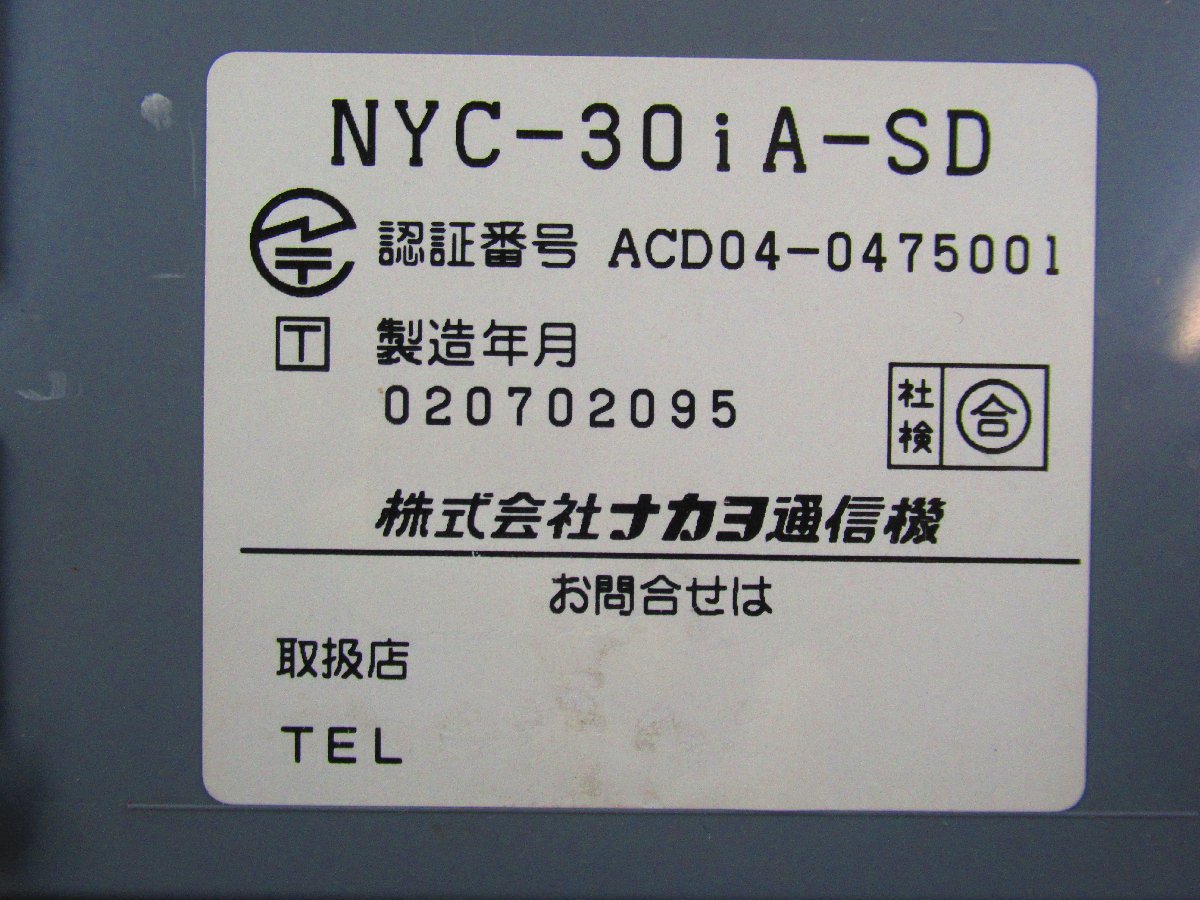 NYC-30iA-SD
認証番号 ACD04-0475001
T 製造年月
020702095
社検 合
株式会社ナカヨ通信機
お問合せは
取扱店
TEL